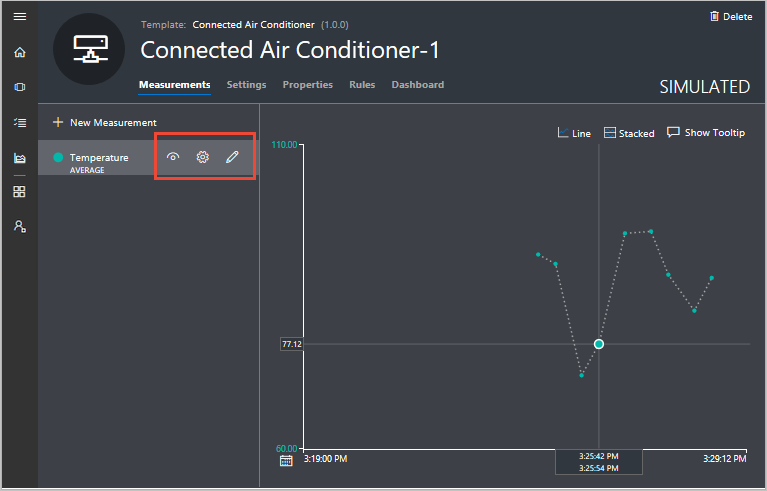 Template: Connected Air Conditioner (1.0.0)
Delete
Connected Air Conditioner-1
Measurements Settings Properties Rules Dashboard
SIMULATED
New Measurement
Temperature
AVERAGE
Line Stacked Show Tooltip
110.00
77.12
60.00
3:19:00 PM
3:25:42 PM
3:25:54 PM
3:29:12 PM